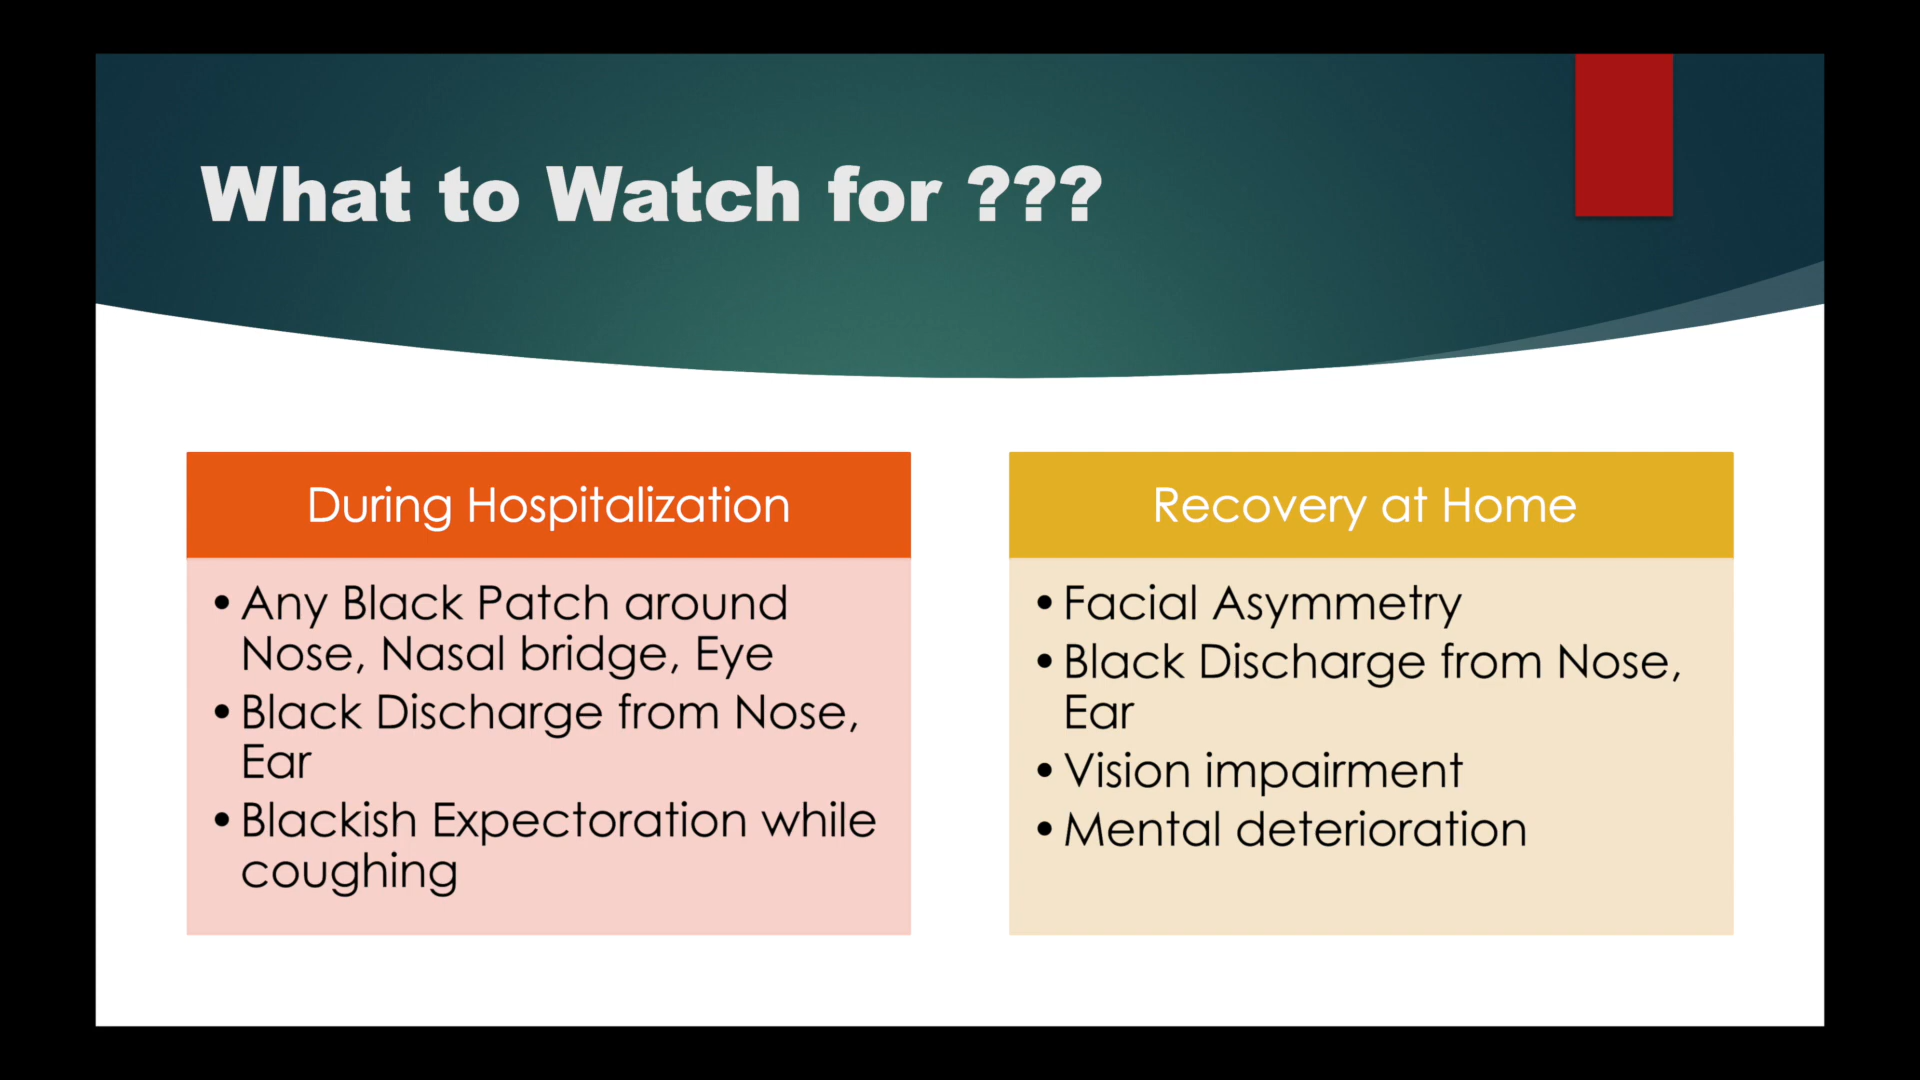 What to Watch for ???
During Hospitalization
•Any Black Patch around
Nose, Nasal bridge, Eye
•Black Discharge from Nose,
Ear
•Blackish Expectoration while
coughing
Recovery at Home
•Facial Asymmetry
•Black Discharge from Nose,
Ear
•Vision impairment
•Mental deterioration